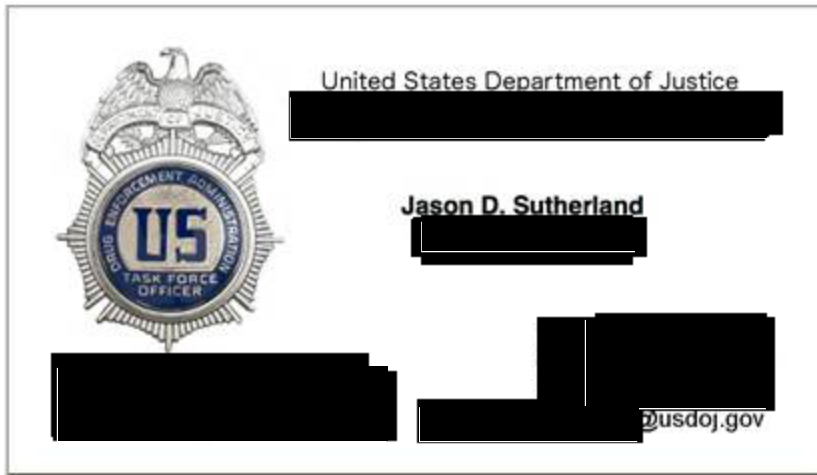 United States Department of Justice
Jason D. Sutherland
DRUG ENFORCEMENT ADMINISTRATION
US
TASK FORCE
OFFICER
@usdoj.gov